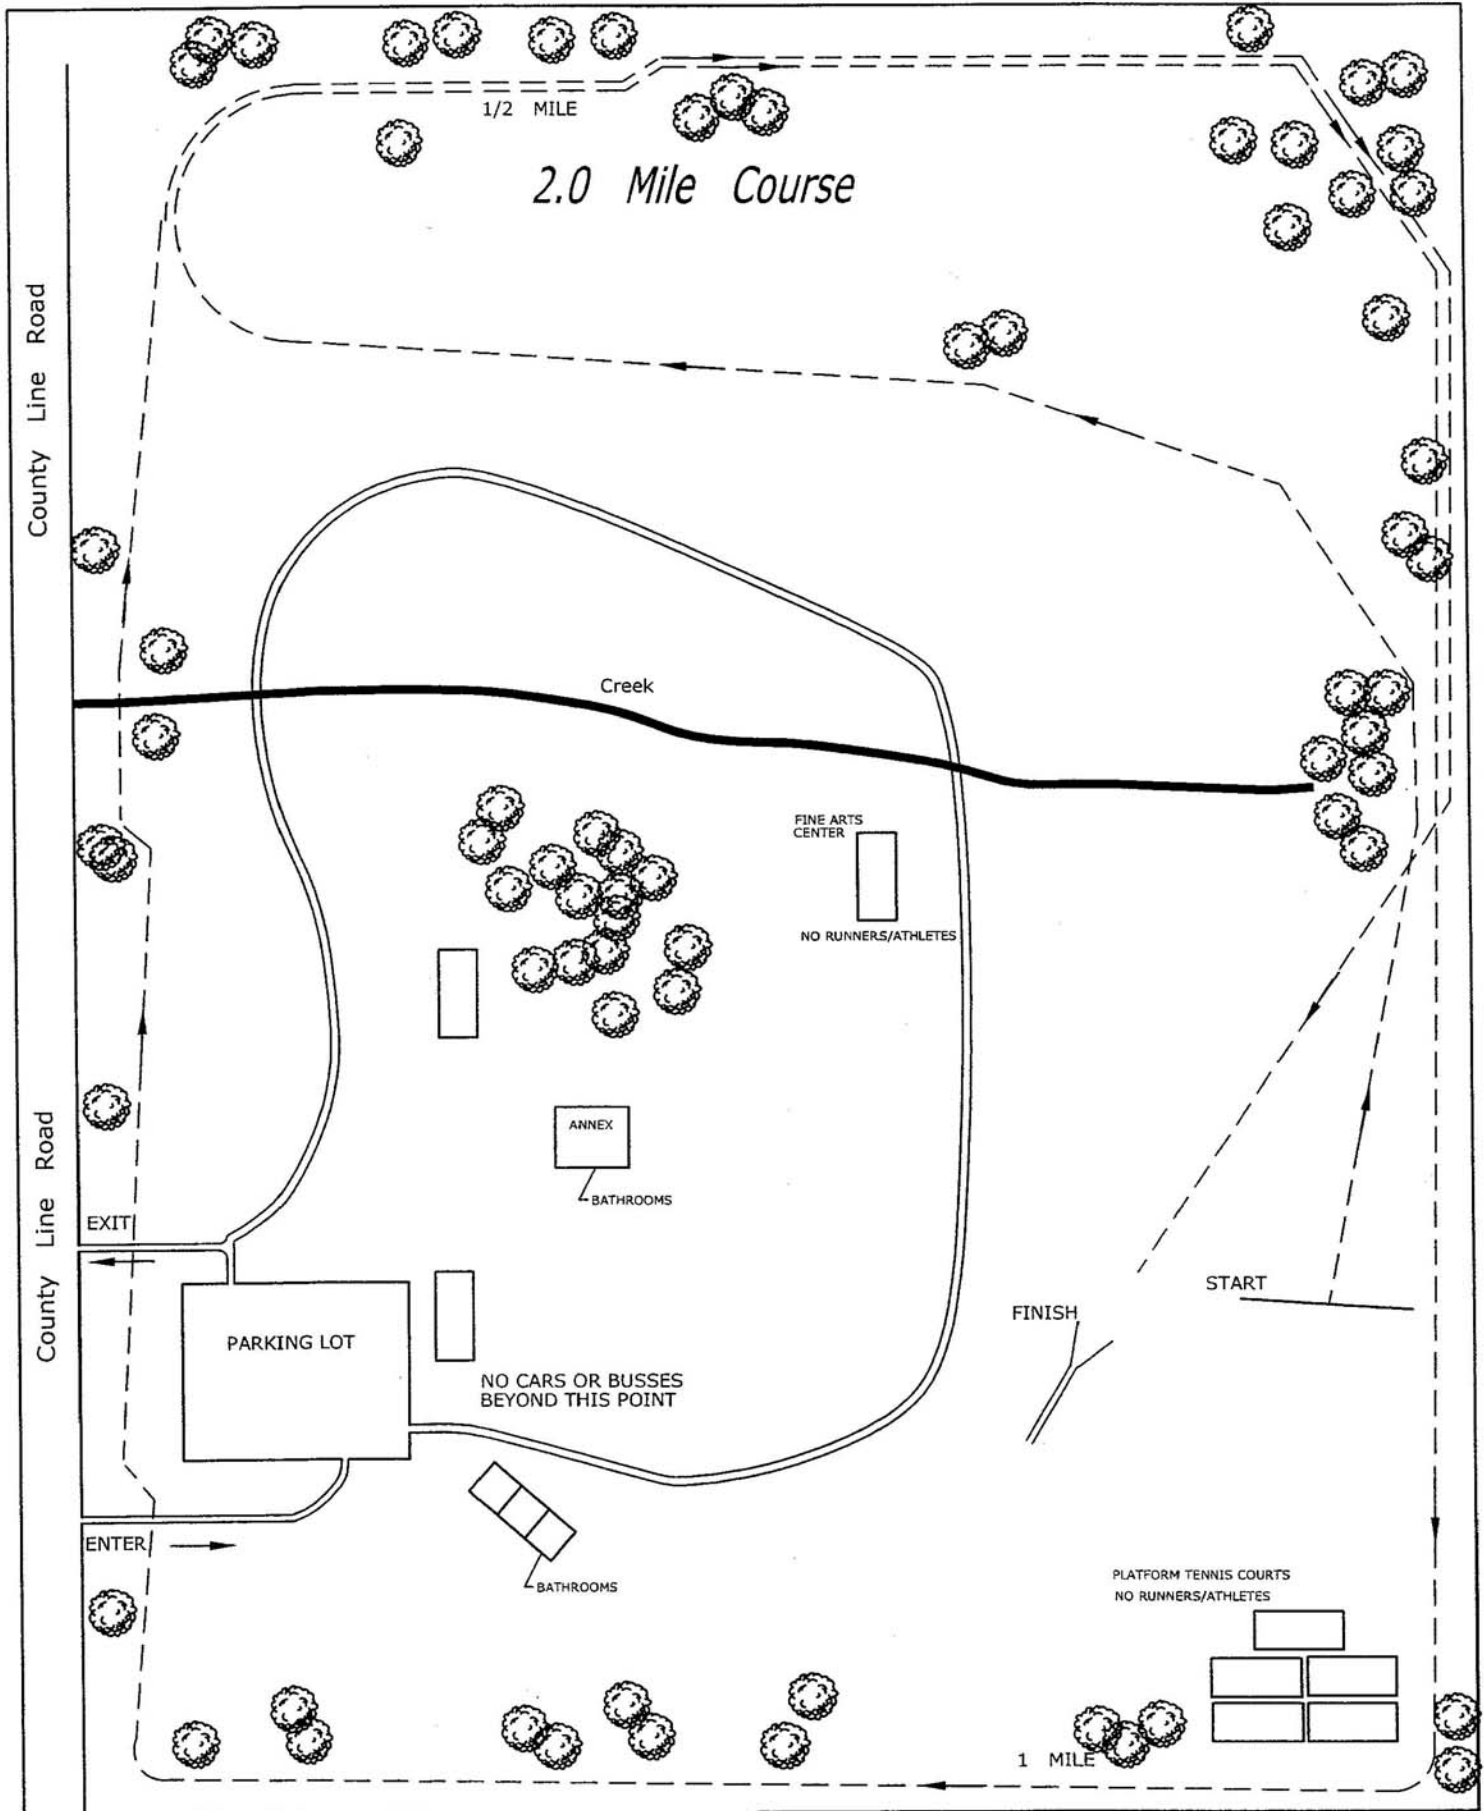 1/2 MILE
2.0 Mile Course
County Line Road
Creek
FINE ARTS
CENTER
NO RUNNERS/ATHLETES
ANNEX
BATHROOMS
County Line Road
EXIT
START
FINISH
PARKING LOT
NO CARS OR BUSSES
BEYOND THIS POINT
ENTER
BATHROOMS
PLATFORM TENNIS COURTS
NO RUNNERS/ATHLETES
1 MILE